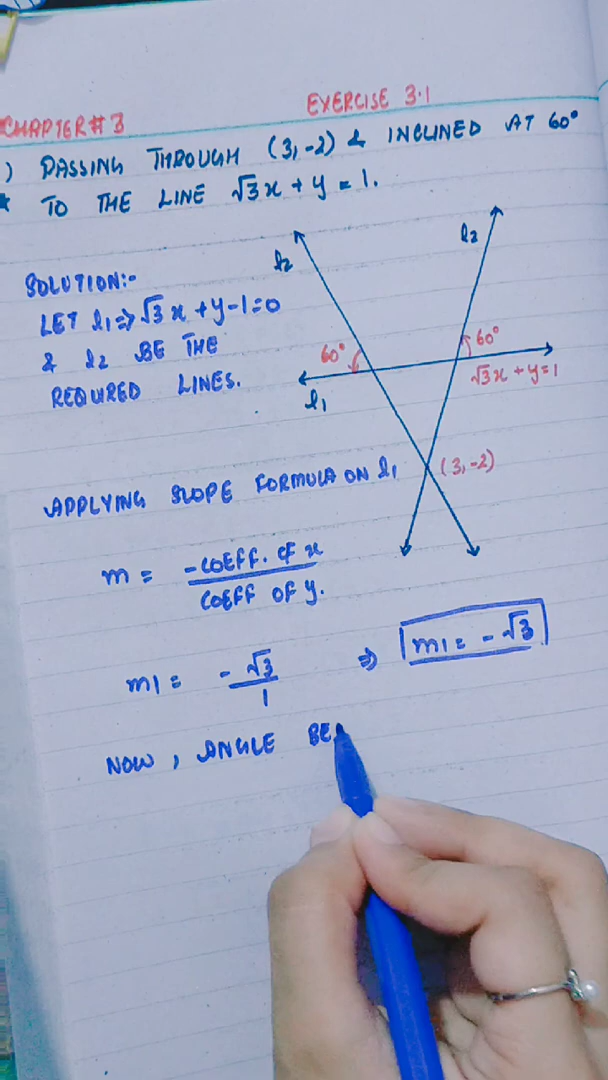 CHAPTER # 3 EXERCISE 3.1
) PASSING THROUGH (3,-2) & INCLINED AT 60°
* TO THE LINE √3x + y = 1.
SOLUTION:-
LET l1 => √3x + y - 1 = 0
& l2 BE THE
REQUIRED LINES.
l2
l2
60°
60°
√3x + y = 1
l1
(3,-2)
APPLYING SLOPE FORMULA ON l1
m = -COEFF. OF x
COEFF OF y.
m1 = -√3 => m1 = -√3
1
NOW, ANGLE BE